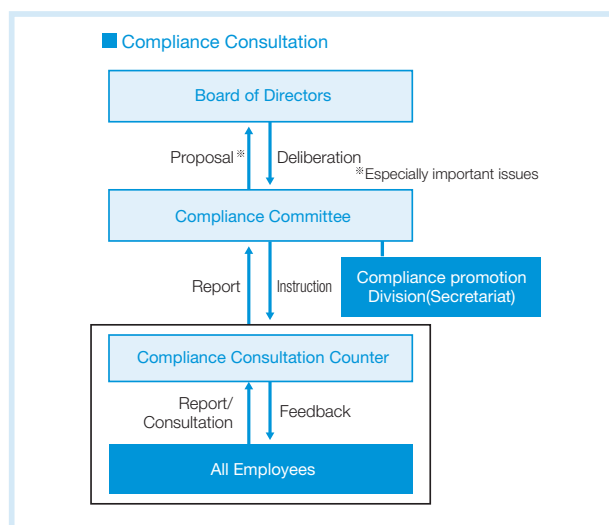 Compliance Consultation
Board of Directors
Proposal※ Deliberation
※Especially important issues
Compliance Committee
Report Instruction
Compliance promotion
Division(Secretariat)
Compliance Consultation Counter
Report/
Consultation
Feedback
All Employees